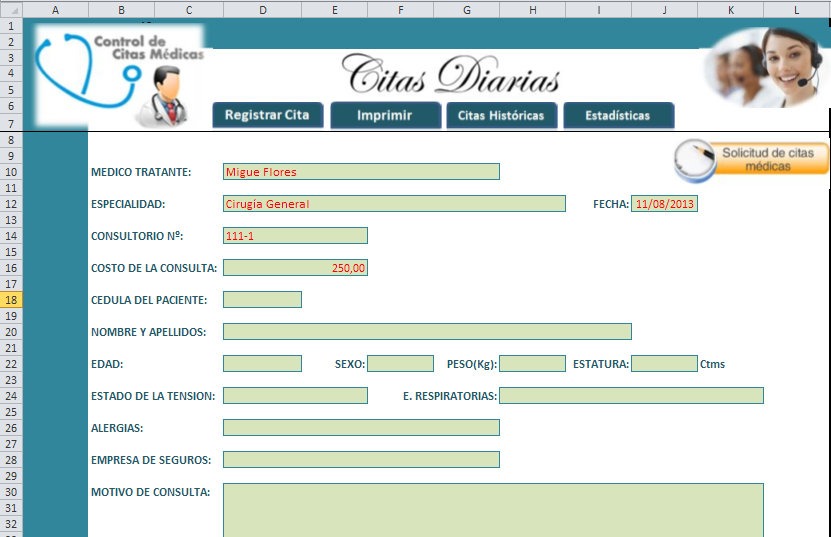 A B C D E F G H I J K L
1
2
3
4
5
6
7
8
9
10
11
12
13
14
15
16
17
18
19
20
21
22
23
24
25
26
27
28
29
30
31
32
Control de
Citas Médicas
Citas Diarias
Registrar Cita Imprimir Citas Históricas Estadísticas
Solicitud de citas
médicas
MEDICO TRATANTE: Migue Flores
ESPECIALIDAD: Cirugía General FECHA: 11/08/2013
CONSULTORIO Nº: 111-1
COSTO DE LA CONSULTA: 250,00
CEDULA DEL PACIENTE:
NOMBRE Y APELLIDOS:
EDAD: SEXO: PESO(Kg): ESTATURA: Ctms
ESTADO DE LA TENSION: E. RESPIRATORIAS:
ALERGIAS:
EMPRESA DE SEGUROS:
MOTIVO DE CONSULTA: